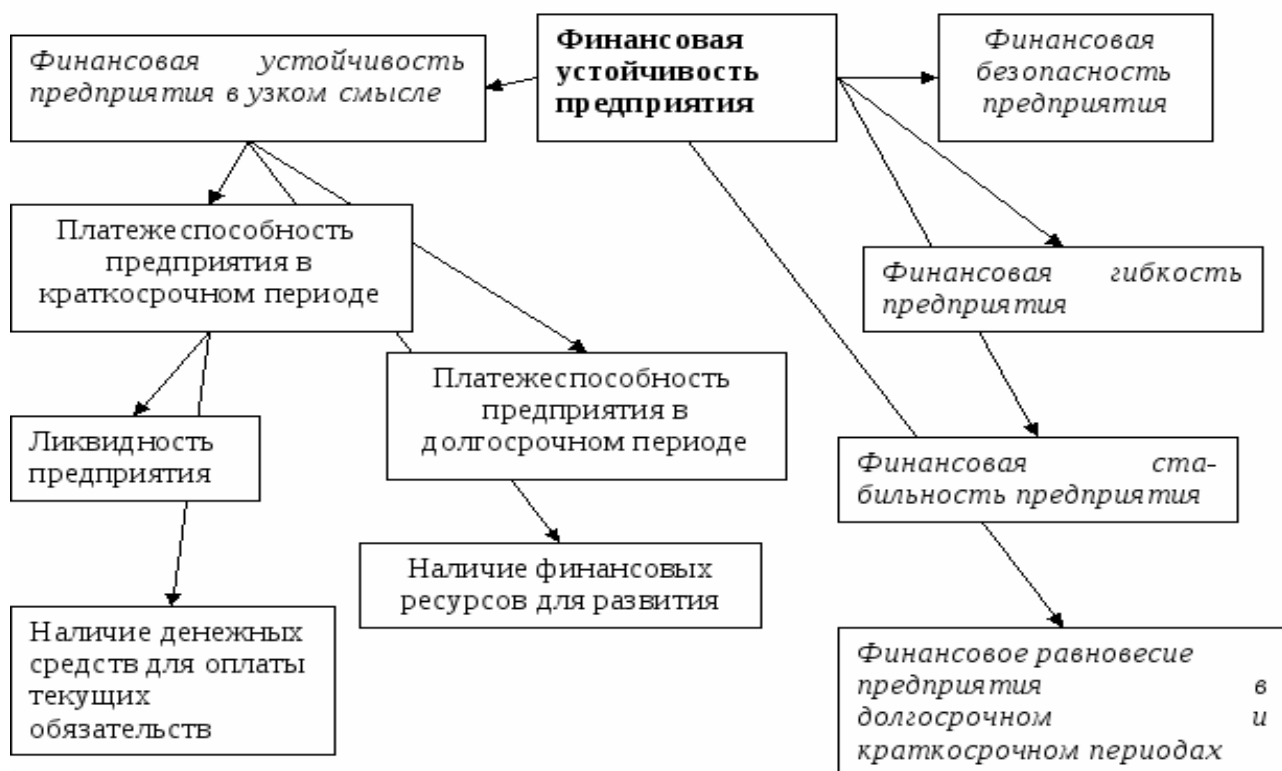 Финансовая устойчивость
предприятия в узком смысле
Финансовая
устойчивость
предприятия
Финансовая
безопасность
предприятия
Платежеспособность
предприятия в
краткосрочном периоде
Финансовая гибкость
предприятия
Платежеспособность
предприятия в
долгосрочном периоде
Ликвидность
предприятия
Финансовая ста-
бильность предприятия
Наличие финансовых
ресурсов для развития
Наличие денежных
средств для оплаты
текущих
обязательств
Финансовое равновесие
предприятия в
долгосрочном и
краткосрочном периодах